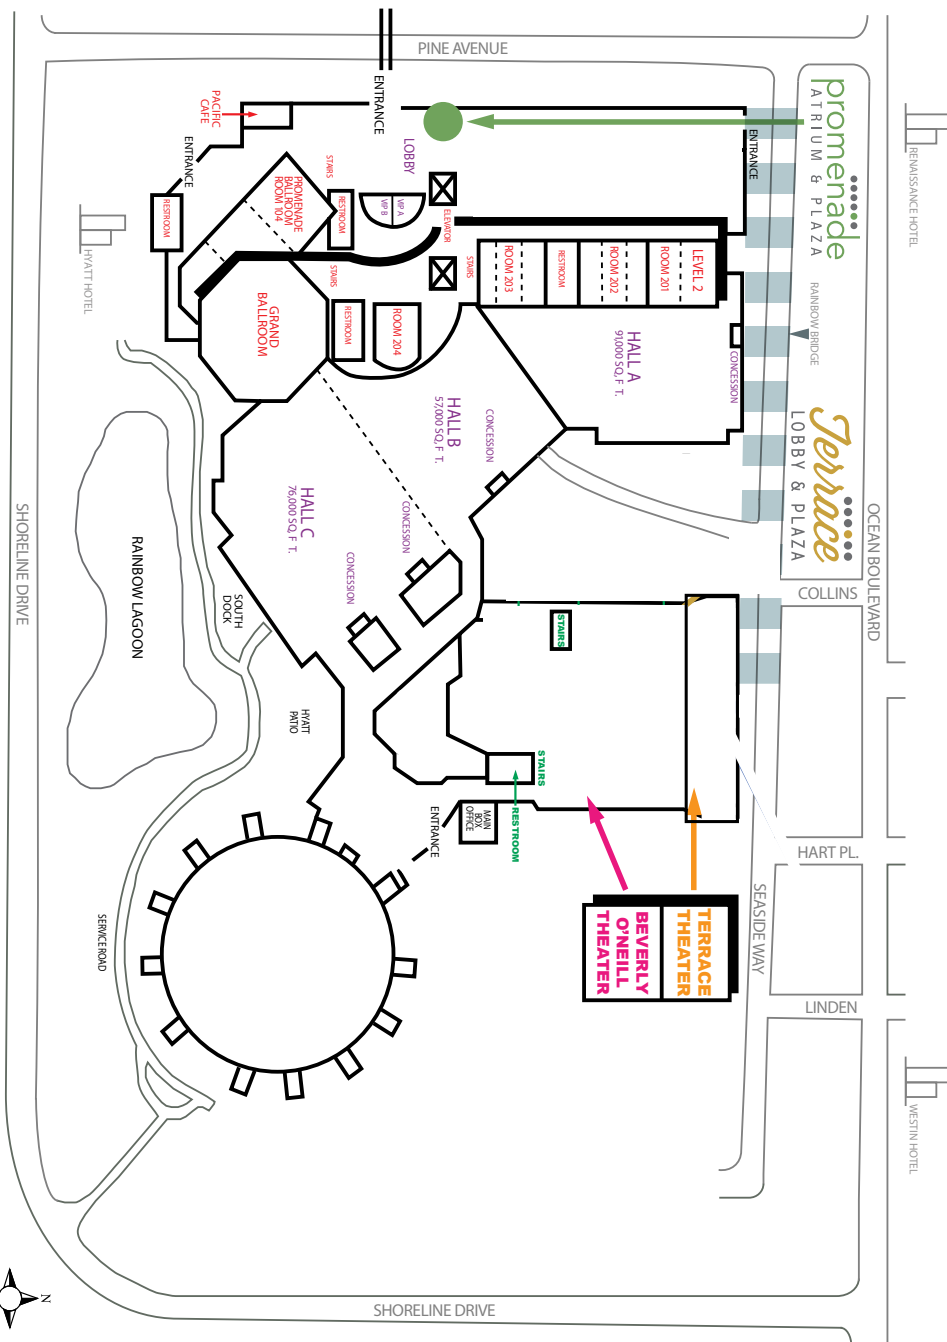 PINE AVENUE
promenade
ATRIUM & PLAZA
RENAISSANCE HOTEL
ENTRANCE
ENTRANCE
PACIFIC
CAFE
ENTRANCE
LOBBY
STAIRS
PROMENADE
BALLROOM
ROOM 104
RESTROOM
RESTROOM
VIP A
VIP B
ELEVATOR
STAIRS
STAIRS
HYATT HOTEL
LEVEL 2
ROOM 201
ROOM 202
RESTROOM
ROOM 203
RAINBOW BRIDGE
GRAND
BALLROOM
RESTROOM
ROOM 204
HALL A
91,000 SQ, F T.
CONCESSION
HALL B
57,000 SQ, F T.
CONCESSION
Terrace
LOBBY & PLAZA
OCEAN BOULEVARD
HALL C
76,000 SQ, F T.
CONCESSION
CONCESSION
SHORELINE DRIVE
RAINBOW LAGOON
SOUTH
DOCK
COLLINS
STAIRS
HYATT
PATIO
STAIRS
RESTROOM
MAIN
BOX
OFFICE
ENTRANCE
HART PL.
SEASIDE WAY
TERRACE
THEATER
BEVERLY
O'NEILL
THEATER
SERVICE ROAD
LINDEN
WESTIN HOTEL
SHORELINE DRIVE
N